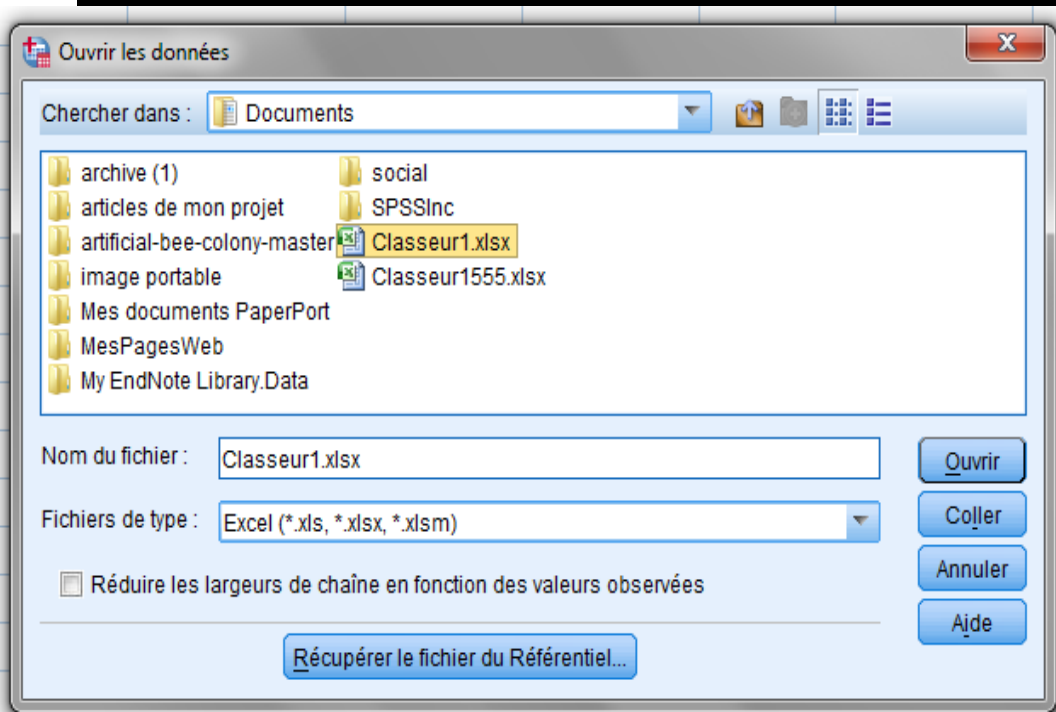 Ouvrir les données
Chercher dans : Documents
archive (1)
articles de mon projet
artificial-bee-colony-master
image portable
Mes documents PaperPort
MesPagesWeb
My EndNote Library.Data
social
SPSSInc
Classeur1.xlsx
Classeur1555.xlsx
Nom du fichier : Classeur1.xlsx
Fichiers de type : Excel (*.xls, *.xlsx, *.xlsm)
Réduire les largeurs de chaîne en fonction des valeurs observées
Ouvrir
Coller
Annuler
Aide
Récupérer le fichier du Référentiel...